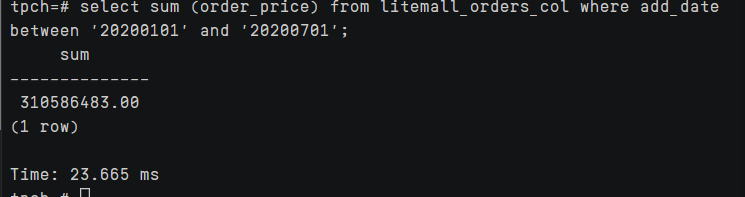 tpch=# select sum (order_price) from litemall_orders_col where add_date
between '20200101' and '20200701';
sum
--------------
310586483.00
(1 row)
Time: 23.665 ms
tpch=#